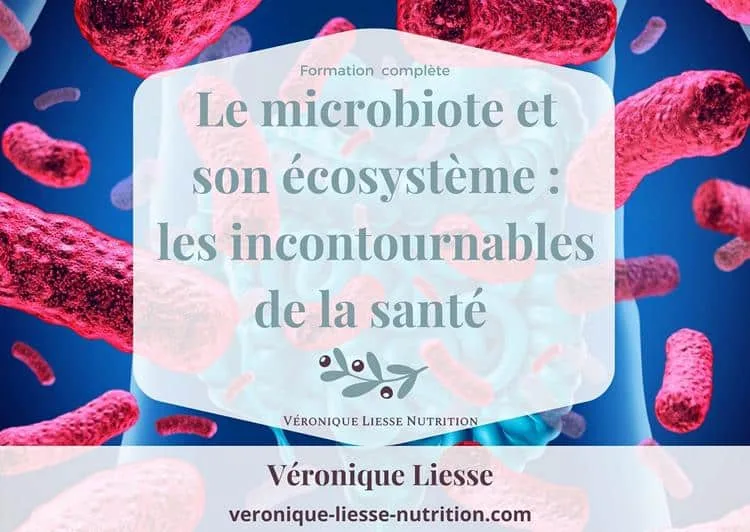 Formation complète
Le microbiote et
son écosystème :
les incontournables
de la santé
Véronique Liesse Nutrition
Véronique Liesse
veronique-liesse-nutrition.com